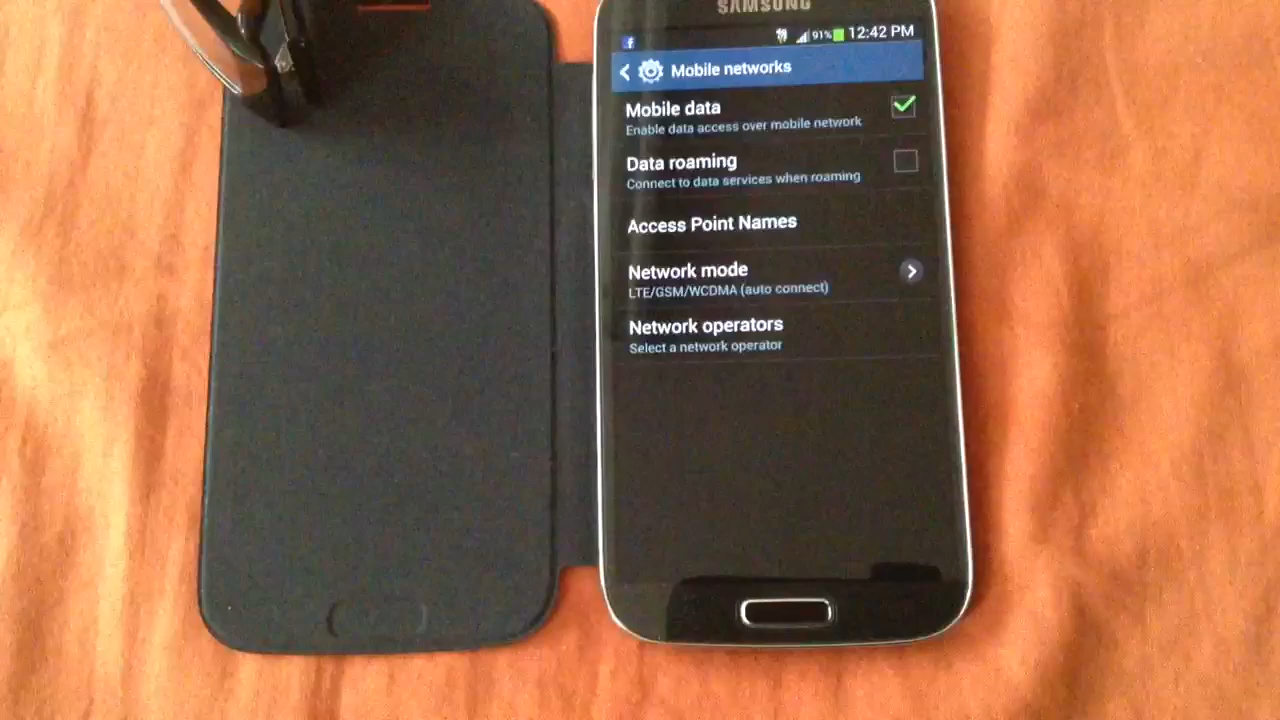 SAMSUNG
f 91% 12:42 PM
Mobile networks
Mobile data
Enable data access over mobile network
Data roaming
Connect to data services when roaming
Access Point Names
Network mode
LTE/GSM/WCDMA (auto connect)
Network operators
Select a network operator